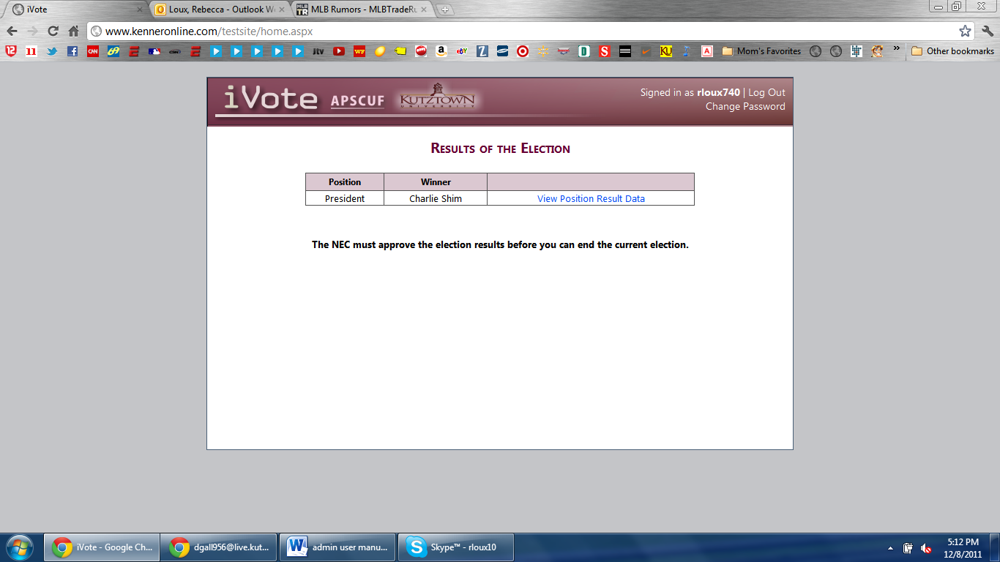 iVote
Loux, Rebecca - Outlook We
MLB Rumors - MLBTradeRu
www.kenneronline.com/testsite/home.aspx
Mom's Favorites
Other bookmarks
iVote APSCUF KUTZTOWN UNIVERSITY
Signed in as rloux740 | Log Out
Change Password
Results of the Election
Position Winner
President Charlie Shim View Position Result Data
The NEC must approve the election results before you can end the current election.
iVote - Google Ch... dgall956@live.kut... admin user manu... Skype™ - rloux10
5:12 PM
12/8/2011